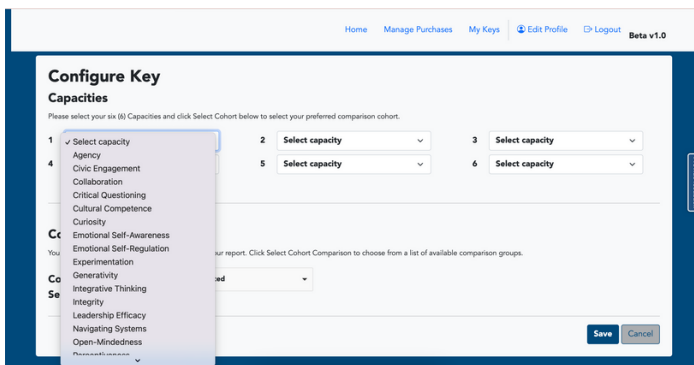 Home Manage Purchases My Keys Edit Profile Logout Beta v1.0
Configure Key
Capacities
Please select your six (6) Capacities and click Select Cohort below to select your preferred comparison cohort.
1 ✓ Select capacity
2 Select capacity
3 Select capacity
4
5 Select capacity
6 Select capacity
Agency
Civic Engagement
Collaboration
Critical Questioning
Cultural Competence
Curiosity
Emotional Self-Awareness
Emotional Self-Regulation
Experimentation
Generativity
Integrative Thinking
Integrity
Leadership Efficacy
Navigating Systems
Open-Mindedness
Perceptiveness
Co
You ur report. Click Select Cohort Comparison to choose from a list of available comparison groups.
Co ed
Se
Save Cancel